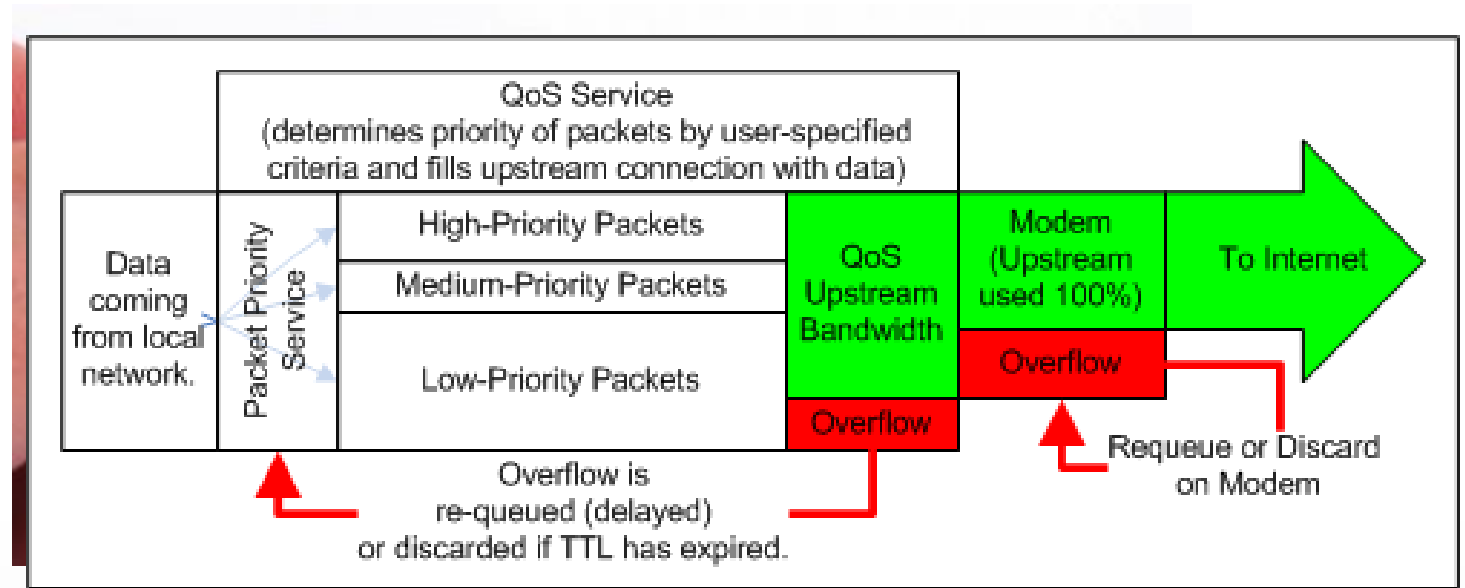 QoS Service
(determines priority of packets by user-specified
criteria and fills upstream connection with data)
Data
coming
from local
network.
Packet Priority
Service
High-Priority Packets
Medium-Priority Packets
Low-Priority Packets
QoS
Upstream
Bandwidth
Overflow
Modem
(Upstream
used 100%)
Overflow
To Internet
Overflow is
re-queued (delayed)
or discarded if TTL has expired.
Requeue or Discard
on Modem